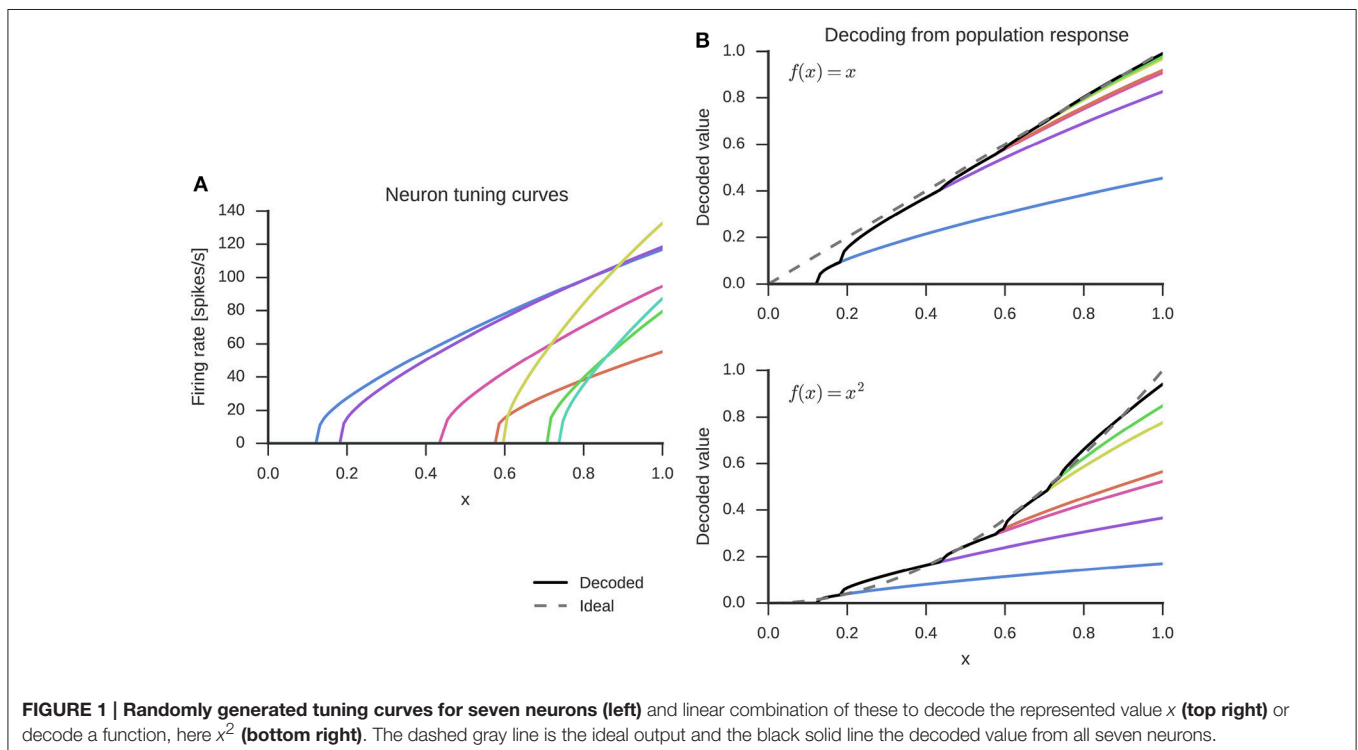 A
Neuron tuning curves
Firing rate [spikes/s]
140
120
100
80
60
40
20
0
0.0 0.2 0.4 0.6 0.8 1.0
x
Decoded
Ideal
B
Decoding from population response
f(x) = x
Decoded value
1.0
0.8
0.6
0.4
0.2
0.0
0.0 0.2 0.4 0.6 0.8 1.0
f(x) = x²
Decoded value
1.0
0.8
0.6
0.4
0.2
0.0
0.0 0.2 0.4 0.6 0.8 1.0
x
FIGURE 1 | Randomly generated tuning curves for seven neurons (left) and linear combination of these to decode the represented value x (top right) or
decode a function, here x² (bottom right). The dashed gray line is the ideal output and the black solid line the decoded value from all seven neurons.